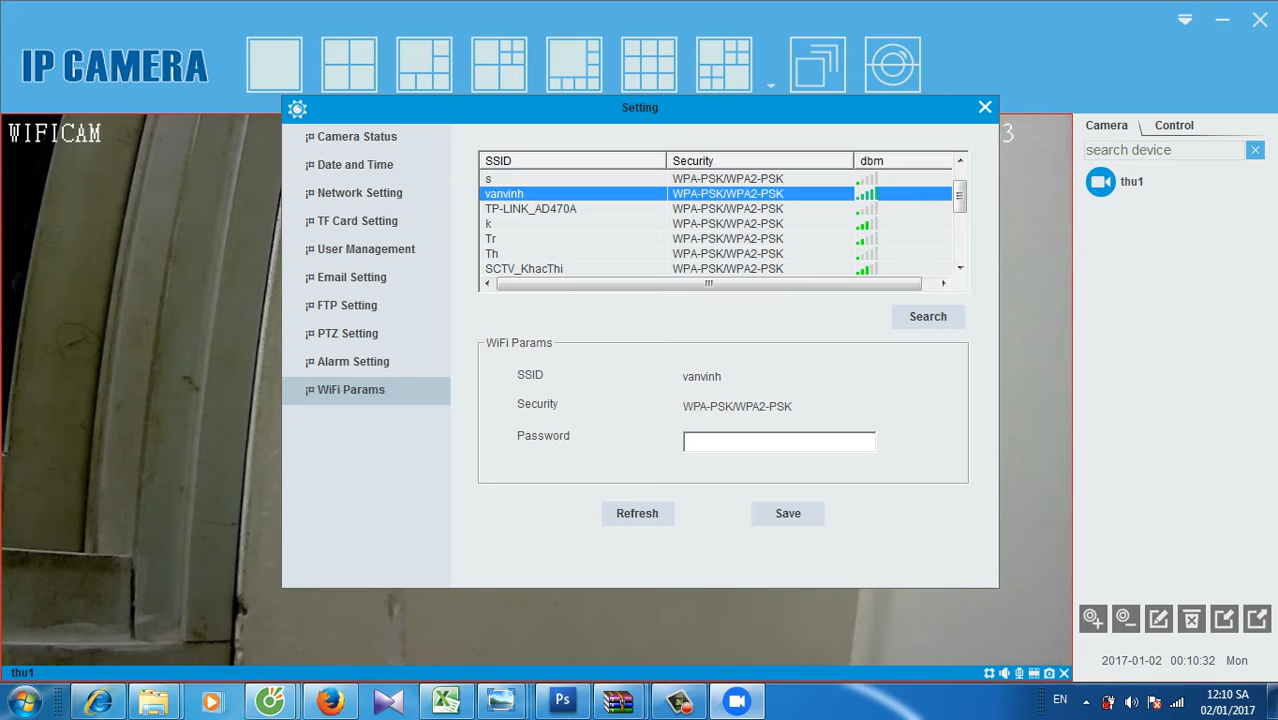 IP CAMERA
Setting
WIFICAM
3
Camera Status
Date and Time
Network Setting
TF Card Setting
User Management
Email Setting
FTP Setting
PTZ Setting
Alarm Setting
WiFi Params
SSID Security dbm
s WPA-PSK/WPA2-PSK
vanvinh WPA-PSK/WPA2-PSK
TP-LINK_AD470A WPA-PSK/WPA2-PSK
k WPA-PSK/WPA2-PSK
Tr WPA-PSK/WPA2-PSK
Th WPA-PSK/WPA2-PSK
SCTV_KhacThi WPA-PSK/WPA2-PSK
Search
WiFi Params
SSID vanvinh
Security WPA-PSK/WPA2-PSK
Password
Refresh Save
Camera Control
search device
thu1
2017-01-02 00:10:32 Mon
thu1
Ps
EN
12:10 SA
02/01/2017